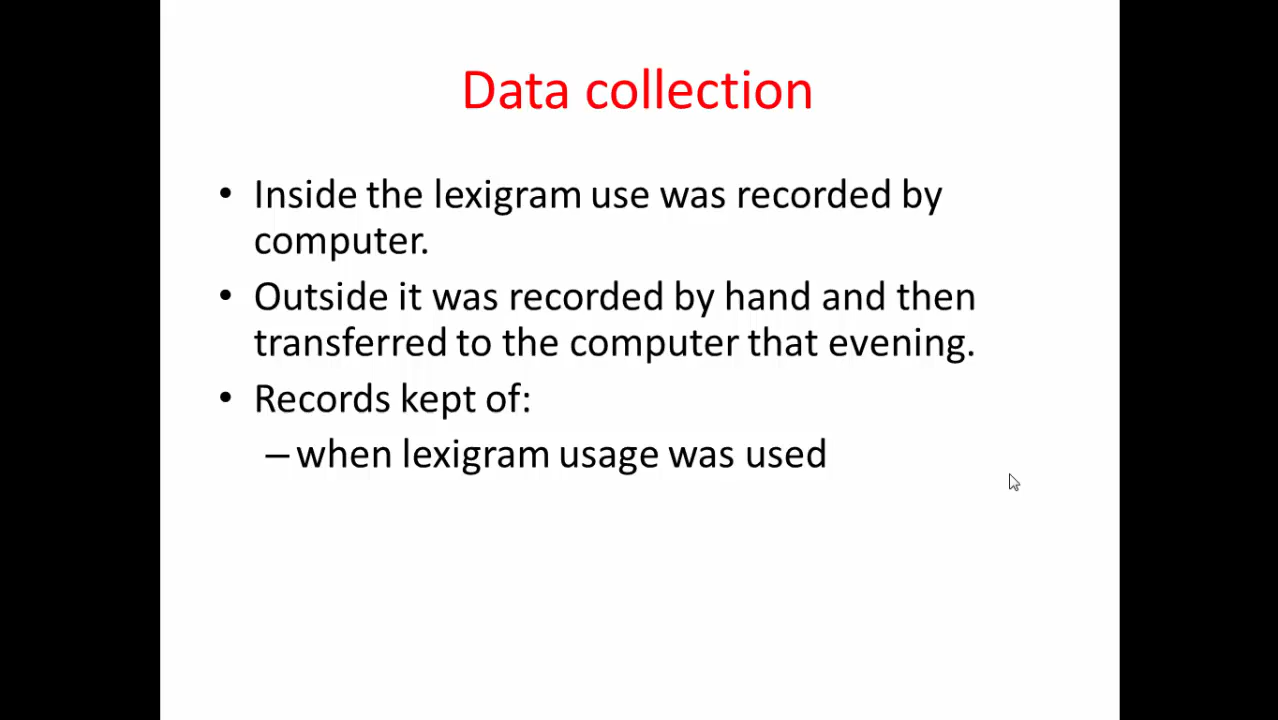 Data collection
• Inside the lexigram use was recorded by
computer.
• Outside it was recorded by hand and then
transferred to the computer that evening.
• Records kept of:
– when lexigram usage was used